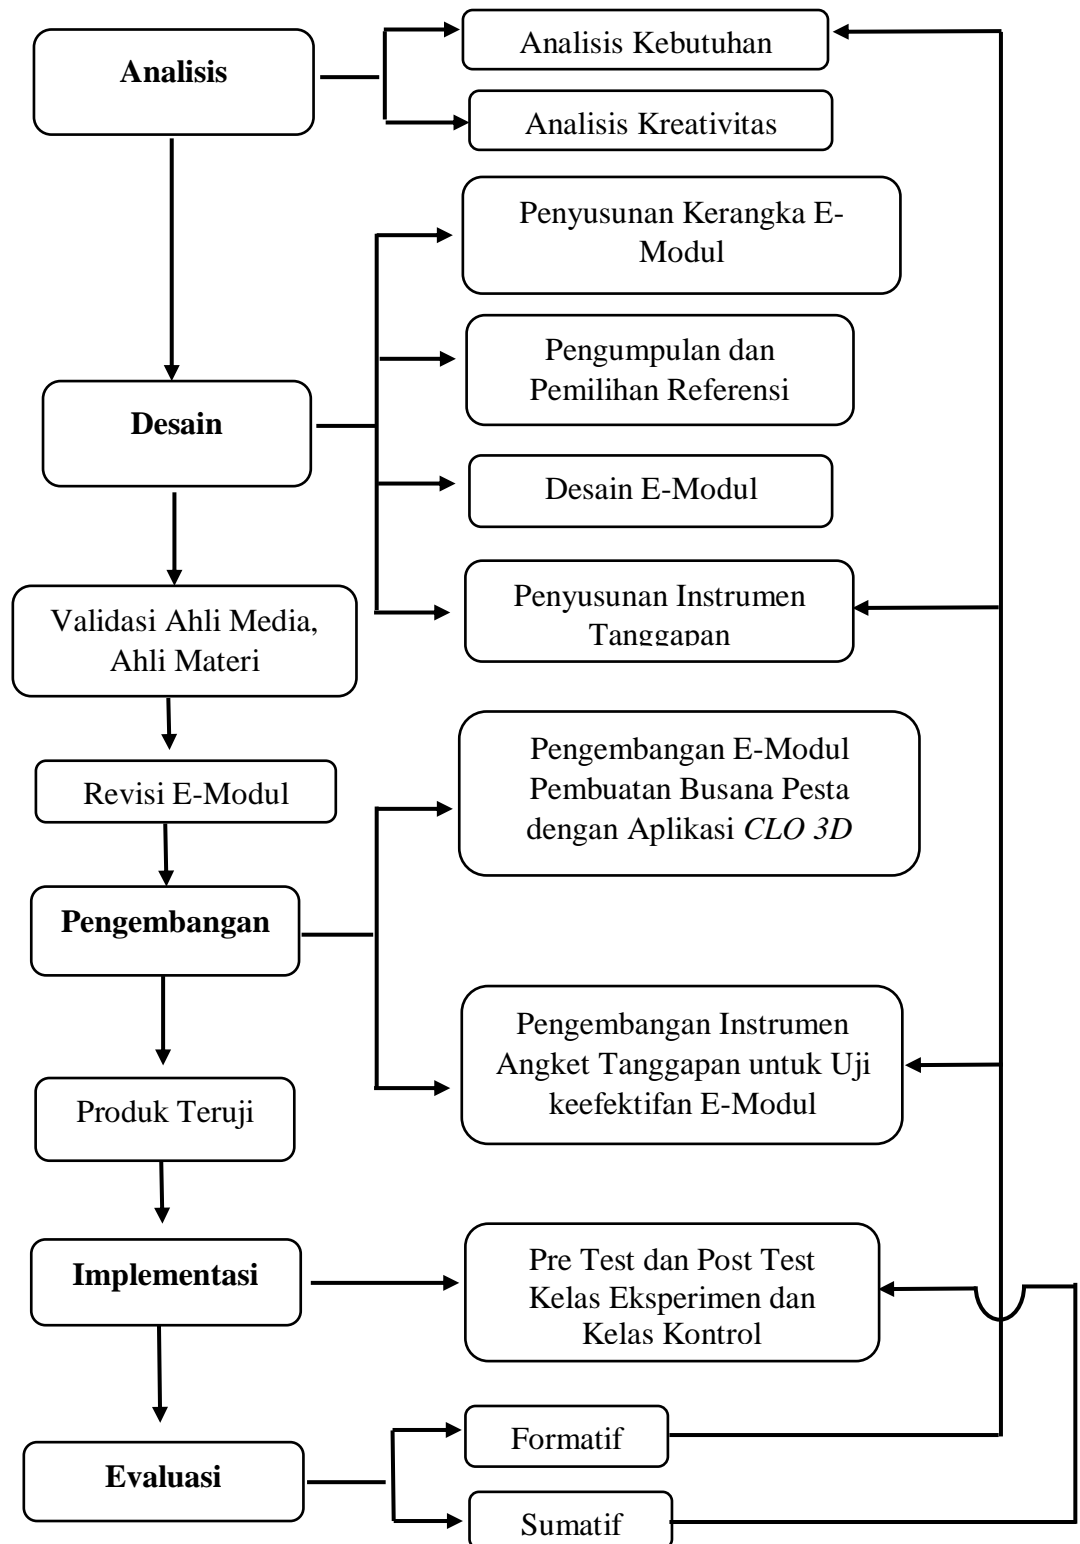 Analisis
Analisis Kebutuhan
Analisis Kreativitas
Penyusunan Kerangka E-
Modul
Pengumpulan dan
Pemilihan Referensi
Desain
Desain E-Modul
Penyusunan Instrumen
Tanggapan
Validasi Ahli Media,
Ahli Materi
Revisi E-Modul
Pengembangan E-Modul
Pembuatan Busana Pesta
dengan Aplikasi CLO 3D
Pengembangan
Pengembangan Instrumen
Angket Tanggapan untuk Uji
keefektifan E-Modul
Produk Teruji
Implementasi
Pre Test dan Post Test
Kelas Eksperimen dan
Kelas Kontrol
Evaluasi
Formatif
Sumatif